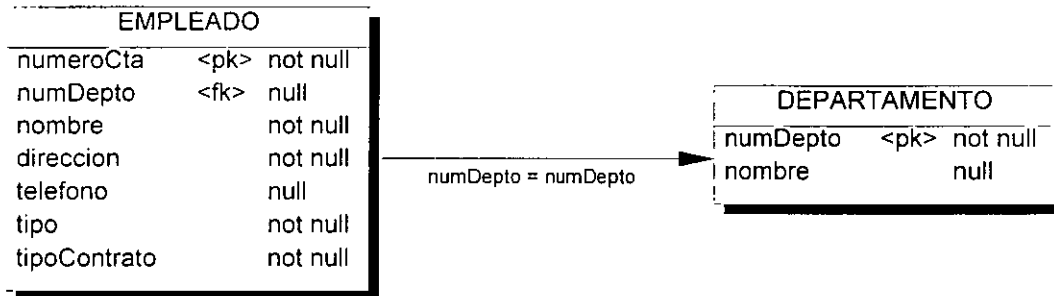 EMPLEADO
numeroCta <pk> not null
numDepto <fk> null
nombre not null
direccion not null
telefono null
tipo not null
tipoContrato not null
numDepto = numDepto
DEPARTAMENTO
numDepto <pk> not null
nombre null